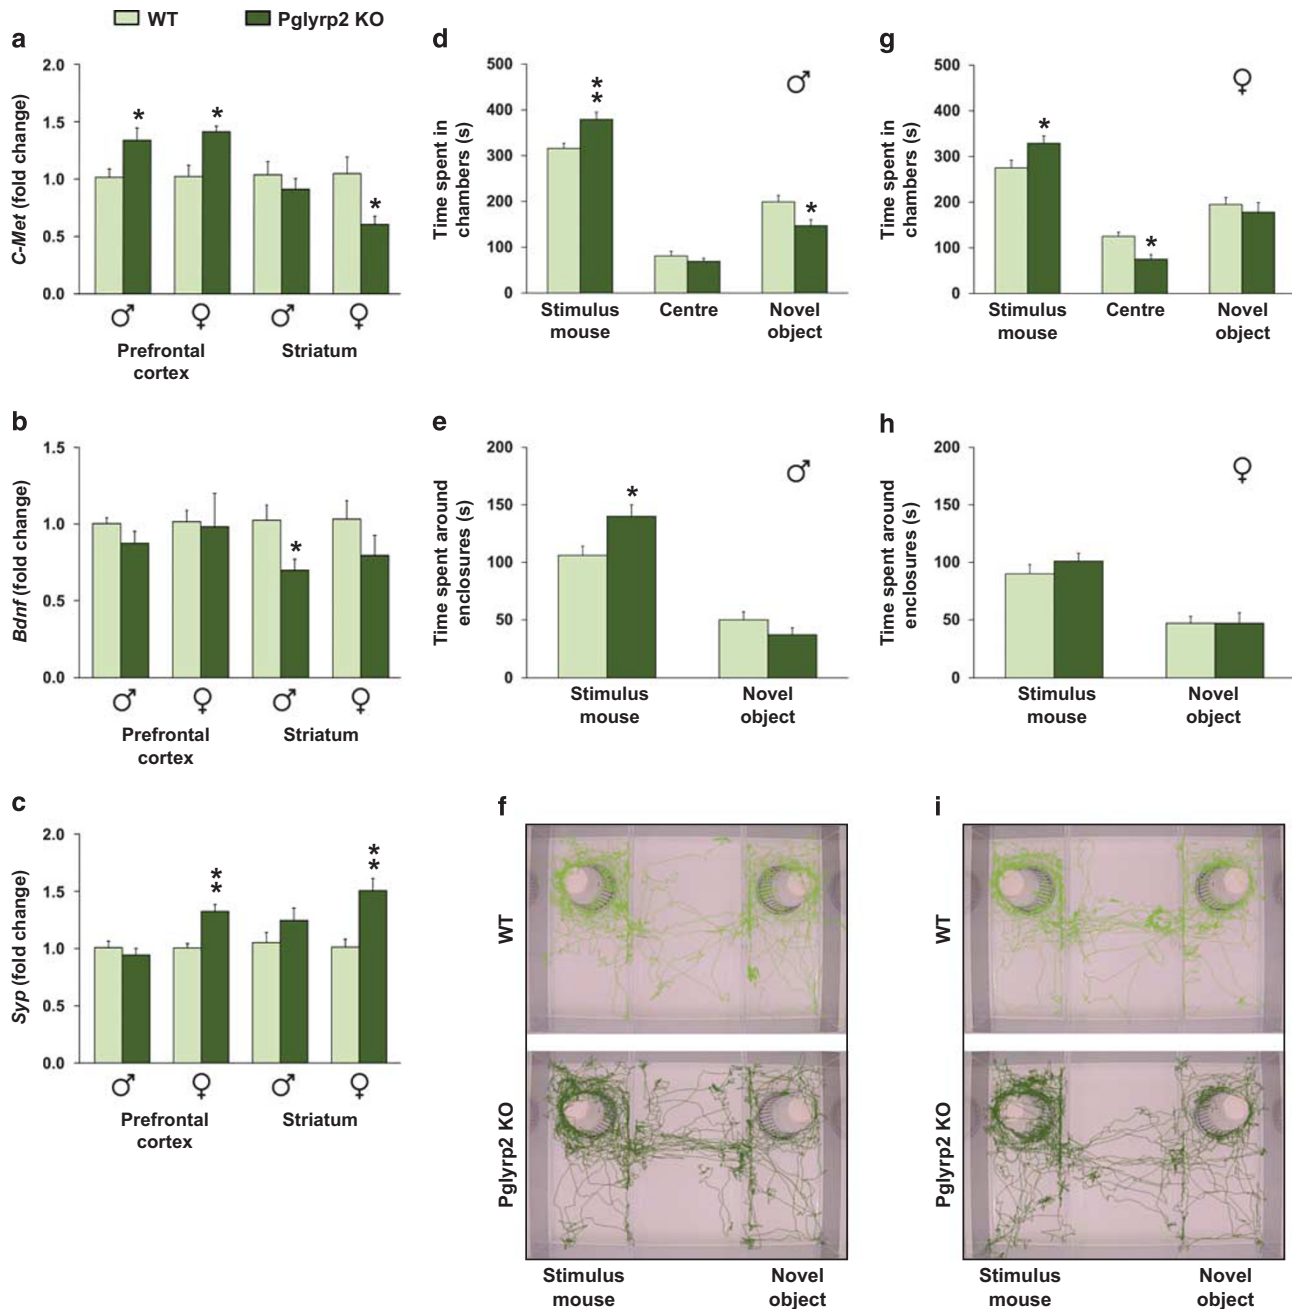 WT Pglyrp2 KO
a
2.0
1.5
1.0
0.5
0.0
C-Met (fold change)
* * *
♂ ♀ ♂ ♀
Prefrontal
cortex
Striatum
b
1.5
1.0
0.5
0.0
Bdnf (fold change)
*
♂ ♀ ♂ ♀
Prefrontal
cortex
Striatum
c
2.0
1.5
1.0
0.5
0.0
Syp (fold change)
** **
♂ ♀ ♂ ♀
Prefrontal
cortex
Striatum
d
500
400
300
200
100
0
Time spent in
chambers (s)
♂
** *
Stimulus
mouse
Centre
Novel
object
e
200
150
100
50
0
Time spent around
enclosures (s)
♂
*
Stimulus
mouse
Novel
object
f
WT
Pglyrp2 KO
Stimulus
mouse
Novel
object
g
500
400
300
200
100
0
Time spent in
chambers (s)
♀
* *
Stimulus
mouse
Centre
Novel
object
h
200
150
100
50
0
Time spent around
enclosures (s)
♀
Stimulus
mouse
Novel
object
i
WT
Pglyrp2 KO
Stimulus
mouse
Novel
object